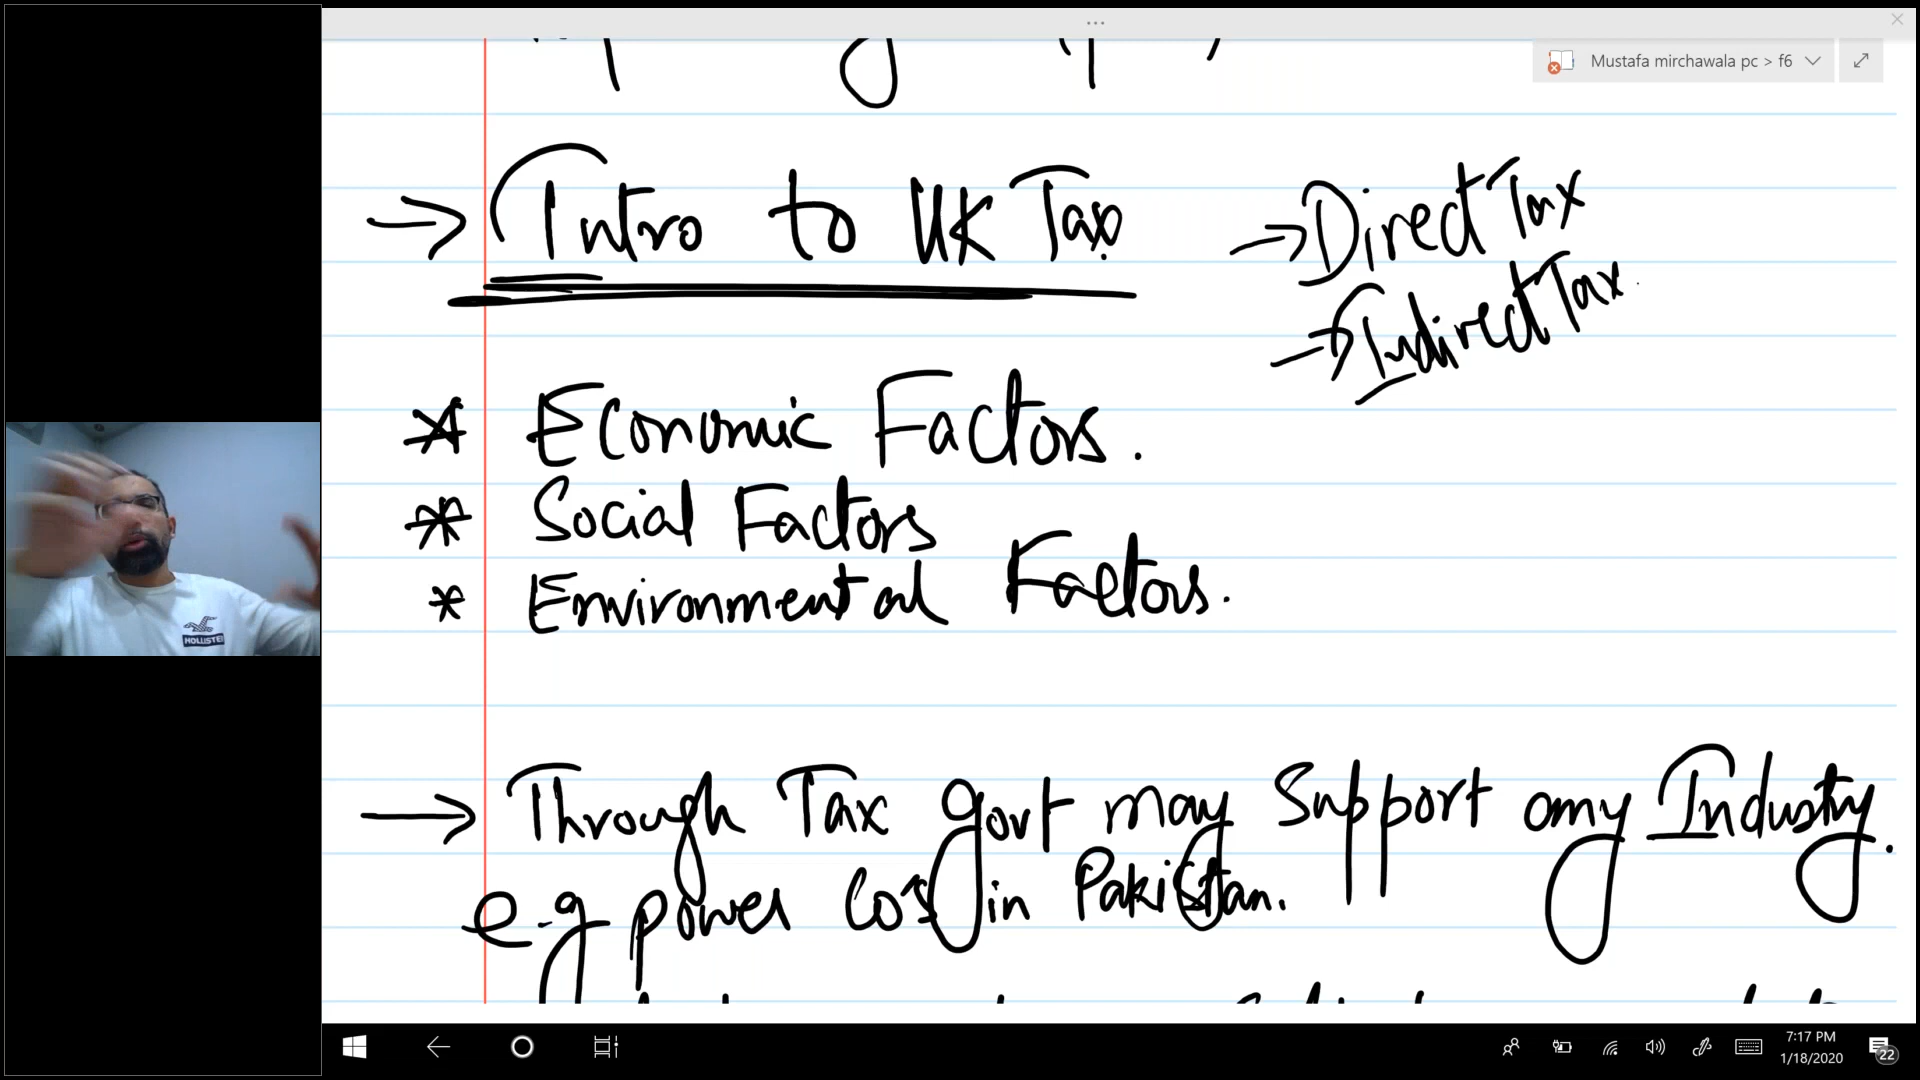 Mustafa mirchawala pc > f6
→ Intro to UK Tax. → Direct Tax
→ Indirect Tax.
* Economic Factors.
* Social Factors
* Environmental Factors.
→ Through Tax Govt may Support any Industry.
e.g power Cos in Pakistan.
HOLLISTER
7:17 PM
1/18/2020
22